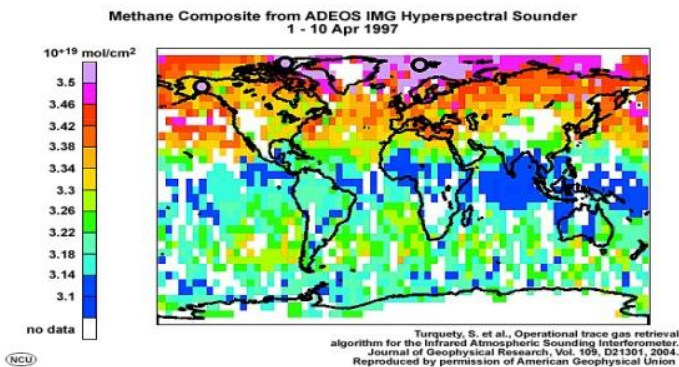 Methane Composite from ADEOS IMG Hyperspectral Sounder
1 - 10 Apr 1997
10+19 mol/cm2
3.5
3.46
3.42
3.38
3.34
3.3
3.26
3.22
3.18
3.14
3.1
no data
Turquety, S. et al., Operational trace gas retrieval
algorithm for the Infrarety Atmospheric Sounding Interferometer.
Journal of Geophysical Research, Vol. 109, D21301, 2004.
Reproduced by permission of American Geophysical Union
NCU